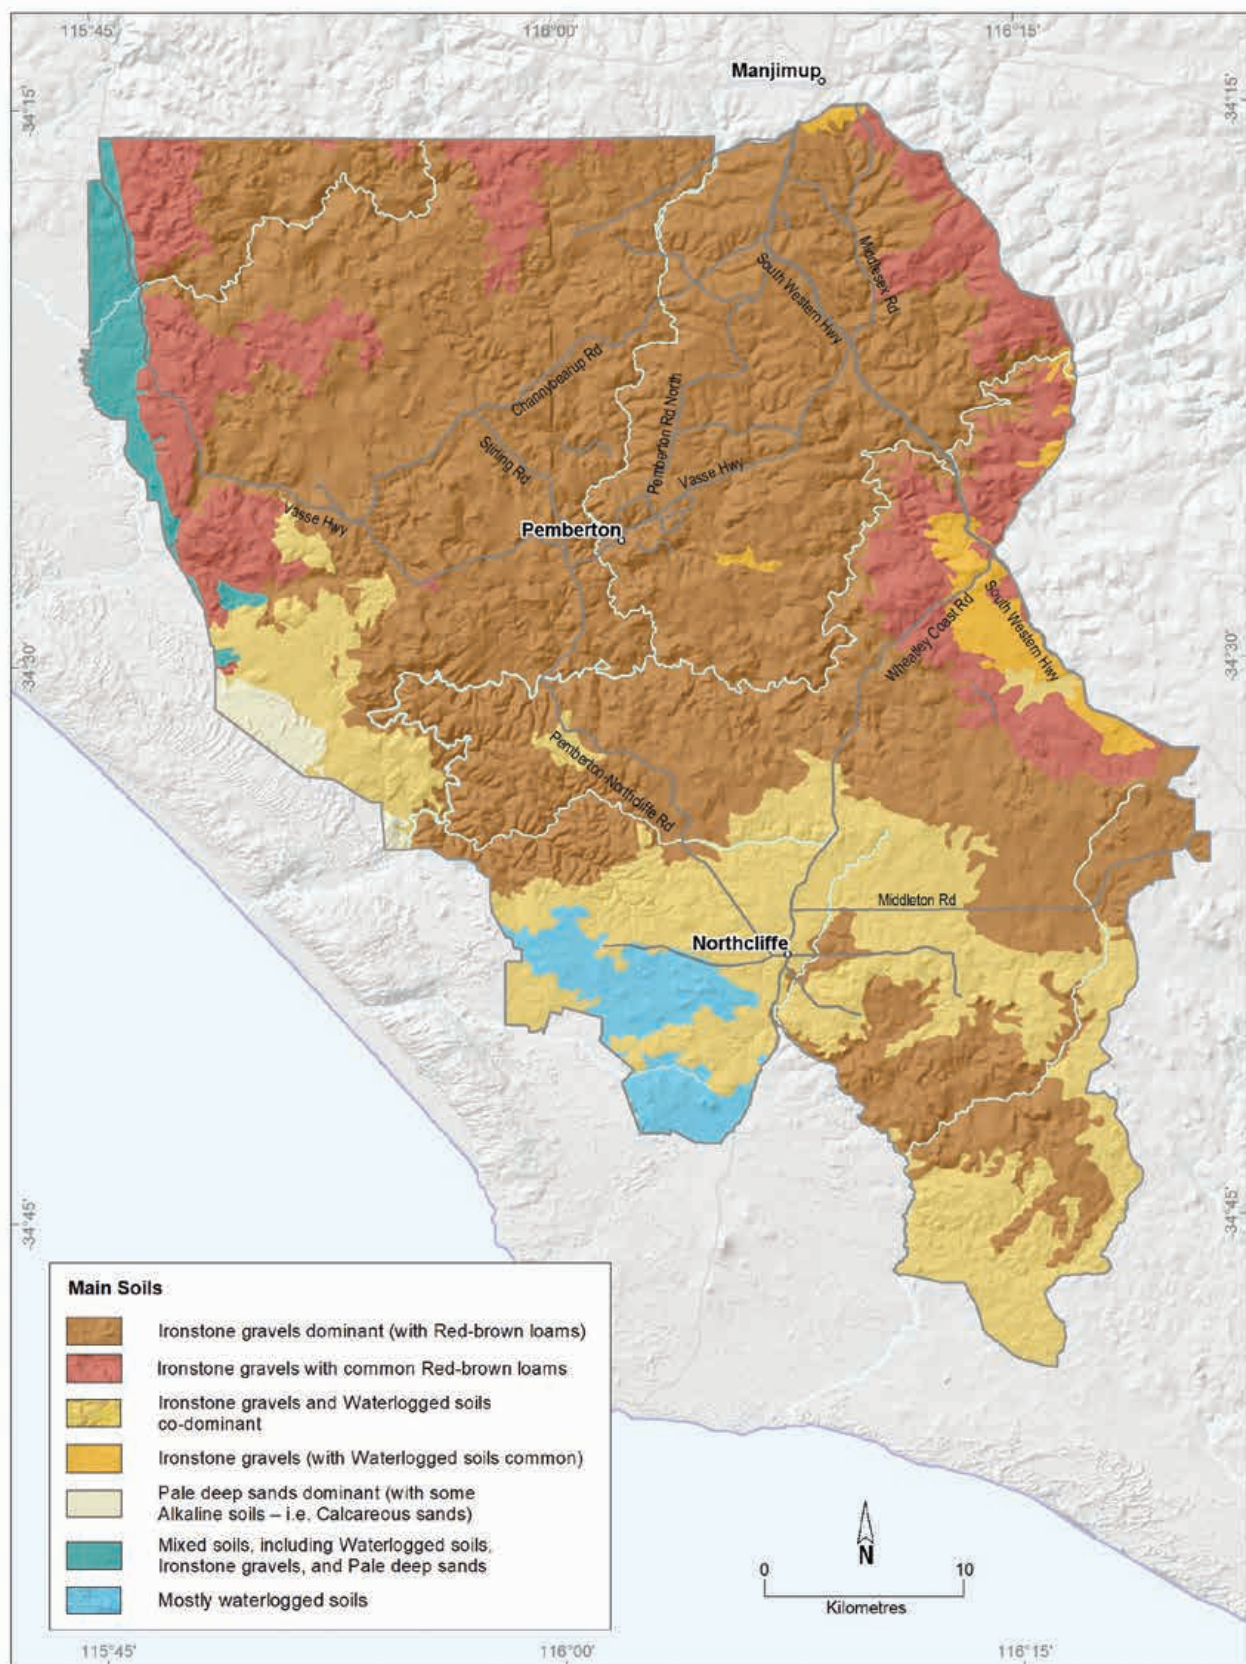 115°45'
116°00'
116°15'
Manjimup
-34°15'
-34°15'
Middlesex Rd
South Western Hwy
Channybearup Rd
Pemberton Rd North
Stirling Rd
Vasse Hwy
Vasse Hwy
Pemberton
South Western Hwy
Wheatley Coast Rd
-34°30'
-34°30'
Pemberton-Northcliffe Rd
Middleton Rd
Northcliffe
-34°45'
-34°45'
Main Soils
Ironstone gravels dominant (with Red-brown loams)
Ironstone gravels with common Red-brown loams
Ironstone gravels and Waterlogged soils
co-dominant
Ironstone gravels (with Waterlogged soils common)
Pale deep sands dominant (with some
Alkaline soils – i.e. Calcareous sands)
Mixed soils, including Waterlogged soils,
Ironstone gravels, and Pale deep sands
Mostly waterlogged soils
N
0 10
Kilometres
115°45'
116°00'
116°15'